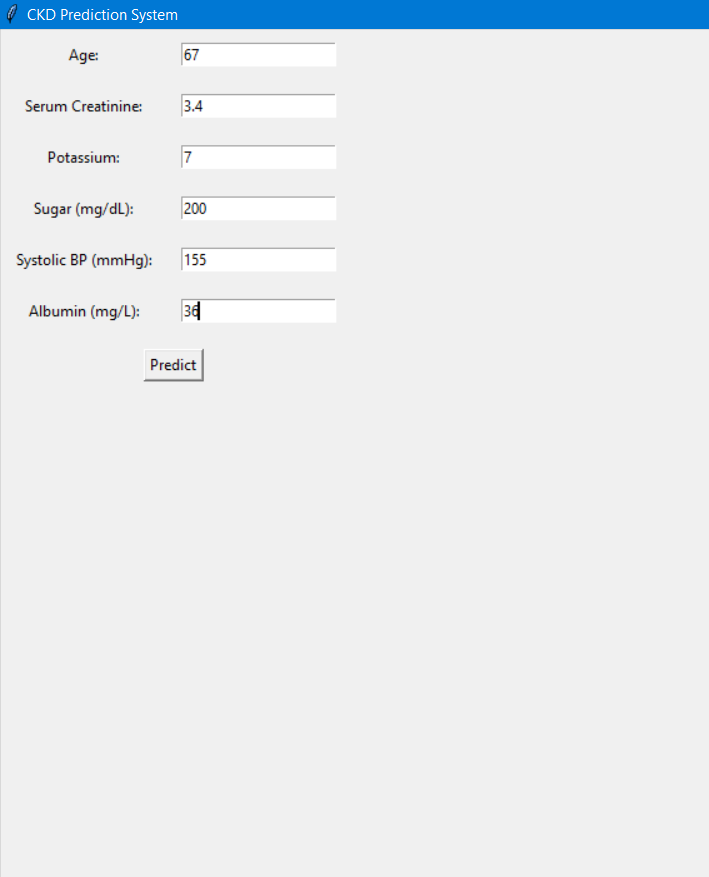 CKD Prediction System
Age: 67
Serum Creatinine: 3.4
Potassium: 7
Sugar (mg/dL): 200
Systolic BP (mmHg): 155
Albumin (mg/L): 36
Predict